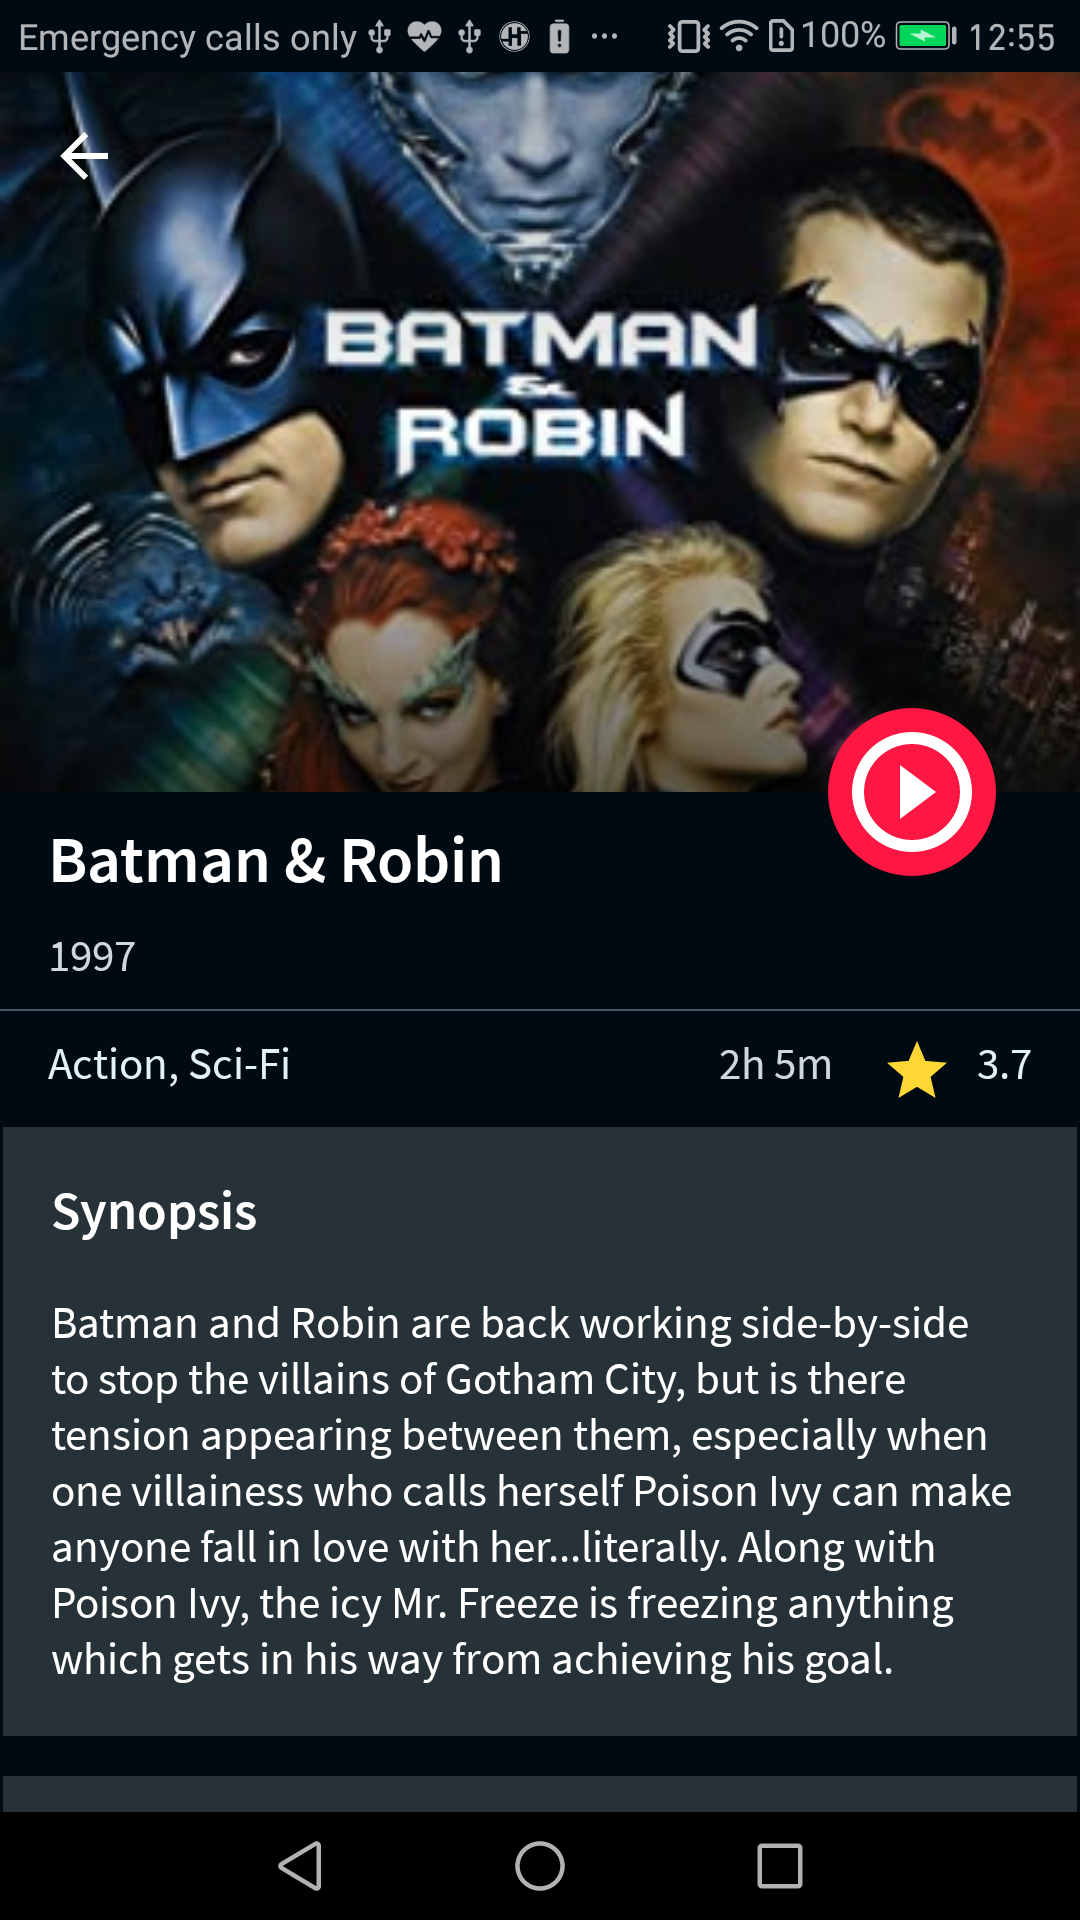 Emergency calls only ... 100% 12:55
BATMAN
&
ROBIN
Batman & Robin
1997
Action, Sci-Fi 2h 5m 3.7
Synopsis
Batman and Robin are back working side-by-side
to stop the villains of Gotham City, but is there
tension appearing between them, especially when
one villainess who calls herself Poison Ivy can make
anyone fall in love with her...literally. Along with
Poison Ivy, the icy Mr. Freeze is freezing anything
which gets in his way from achieving his goal.